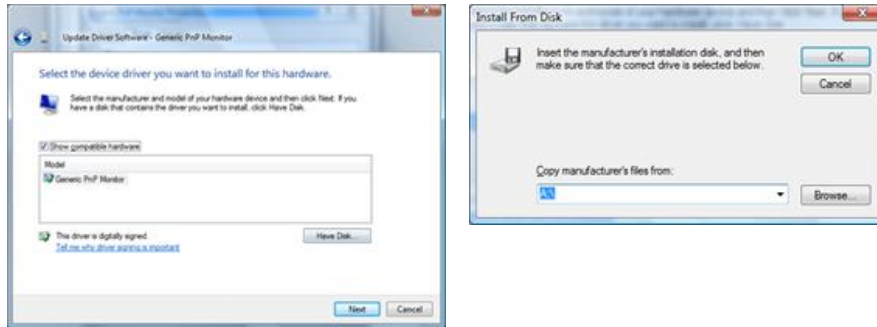 Update Driver Software - Generic PnP Monitor
Select the device driver you want to install for this hardware.
Select the manufacturer and model of your hardware device and then click Next. If you
have a disk that contains the driver you want to install, click Have Disk.
Show compatible hardware
Model
Generic PnP Monitor
This driver is digitally signed.
Have Disk...
Tell me why driver signing is important
Next
Cancel
Install From Disk
Insert the manufacturer's installation disk, and then
make sure that the correct drive is selected below.
OK
Cancel
Copy manufacturer's files from:
A:\
Browse...